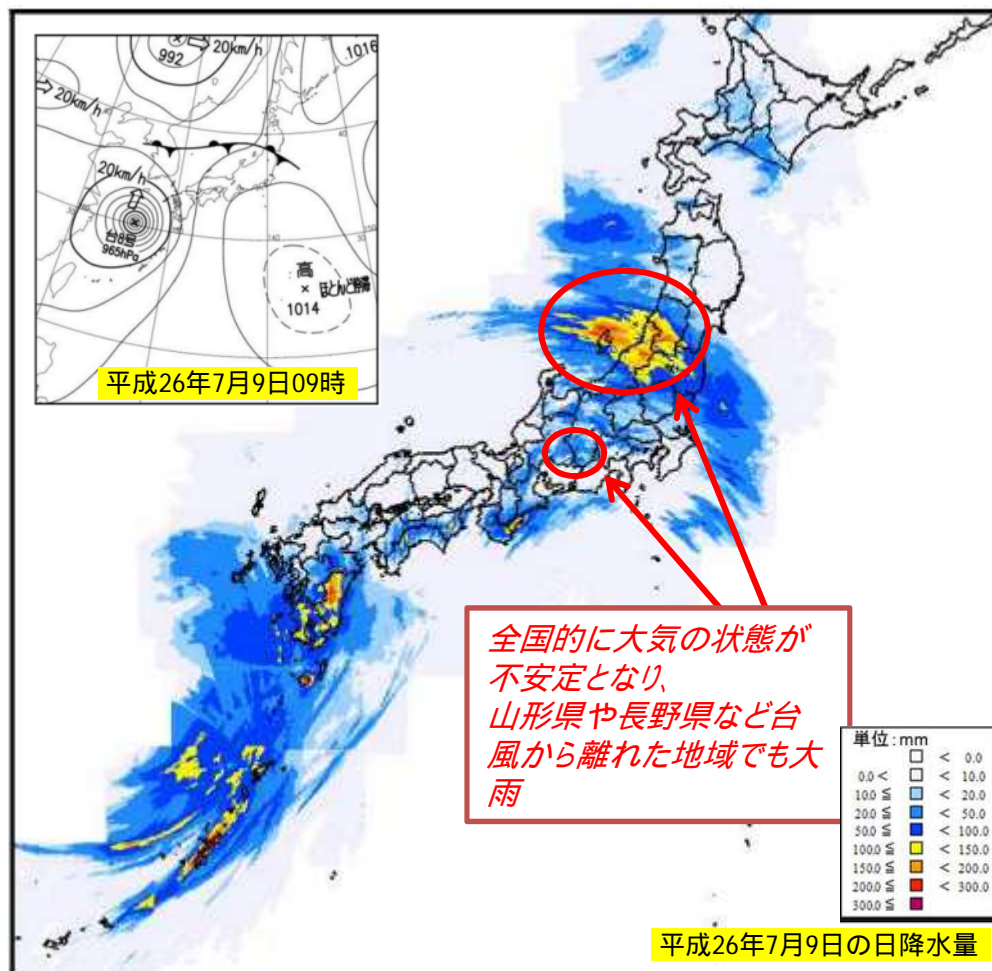 992
20km/h
1016
20km/h
40
20km/h
台8号
965hPa
140
高
ほとんど停滞
1014
平成26年7月9日09時
全国的に大気の状態が
不安定となり、
山形県や長野県など台
風から離れた地域でも大
雨
単位:mm
< 0.0
0.0 < < 10.0
10.0 ≦ < 20.0
20.0 ≦ < 50.0
50.0 ≦ < 100.0
100.0 ≦ < 150.0
150.0 ≦ < 200.0
200.0 ≦ < 300.0
300.0 ≦
平成26年7月9日の日降水量